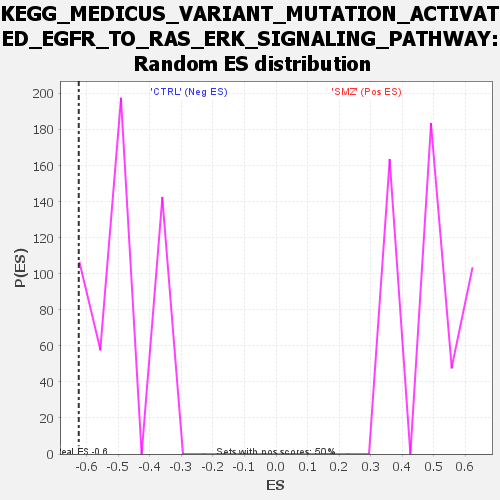 KEGG_MEDICUS_VARIANT_MUTATION_ACTIVAT
ED_EGFR_TO_RAS_ERK_SIGNALING_PATHWAY:
Random ES distribution
'CTRL' (Neg ES) 'SMZ' (Pos ES)
200
180
160
140
120
100
80
60
40
20
0
P(ES)
eal ES -0.6 Sets with pos scores: 50%
-0.6 -0.5 -0.4 -0.3 -0.2 -0.1 0.0 0.1 0.2 0.3 0.4 0.5 0.6
ES